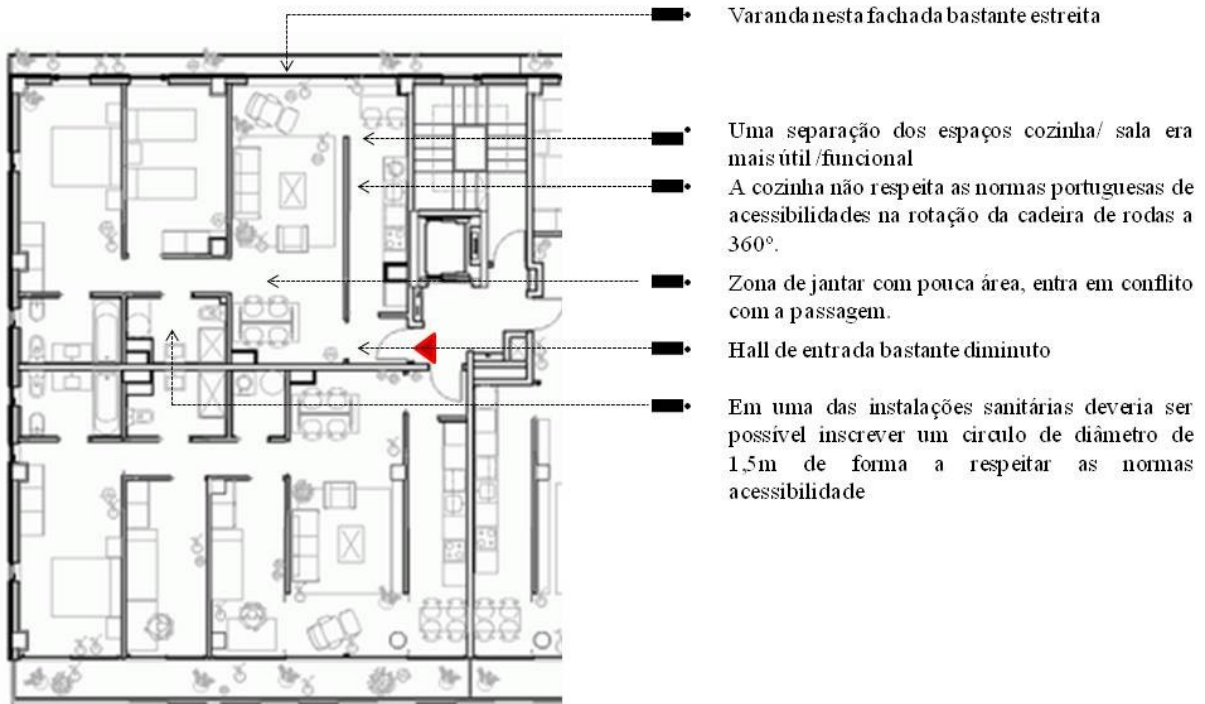 Varanda nesta fachada bastante estreita
Uma separação dos espaços cozinha/ sala era
mais útil /funcional
A cozinha não respeita as normas portuguesas de
acessibilidades na rotação da cadeira de rodas a
360°.
Zona de jantar com pouca área, entra em conflito
com a passagem.
Hall de entrada bastante diminuto
Em uma das instalações sanitárias deveria ser
possível inscrever um circulo de diâmetro de
1,5m de forma a respeitar as normas
acessibilidade